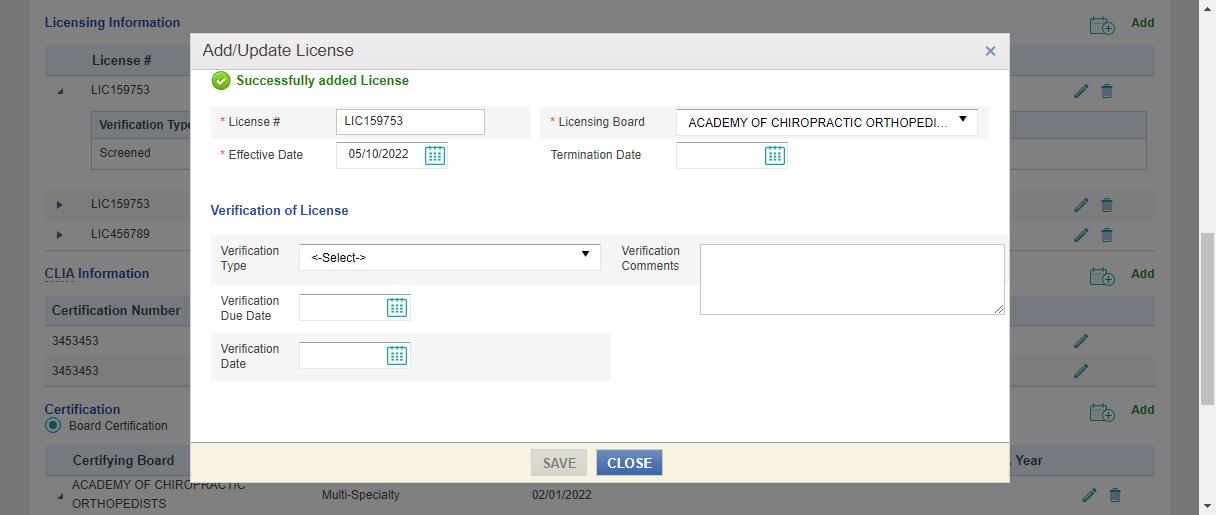 Licensing Information
Add
Add/Update License
×
License #
Successfully added License
LIC159753
* License #
LIC159753
* Licensing Board
ACADEMY OF CHIROPRACTIC ORTHOPEDI...
Verification Type
* Effective Date
05/10/2022
Termination Date
Screened
LIC159753
Verification of License
LIC456789
Verification
Type
<-Select->
Verification
Comments
CLIA Information
Add
Verification
Due Date
Certification Number
3453453
Verification
Date
3453453
Certification
Add
Board Certification
SAVE
CLOSE
Certifying Board
. Year
ACADEMY OF CHIROPRACTIC
ORTHOPEDISTS
Multi-Specialty
02/01/2022